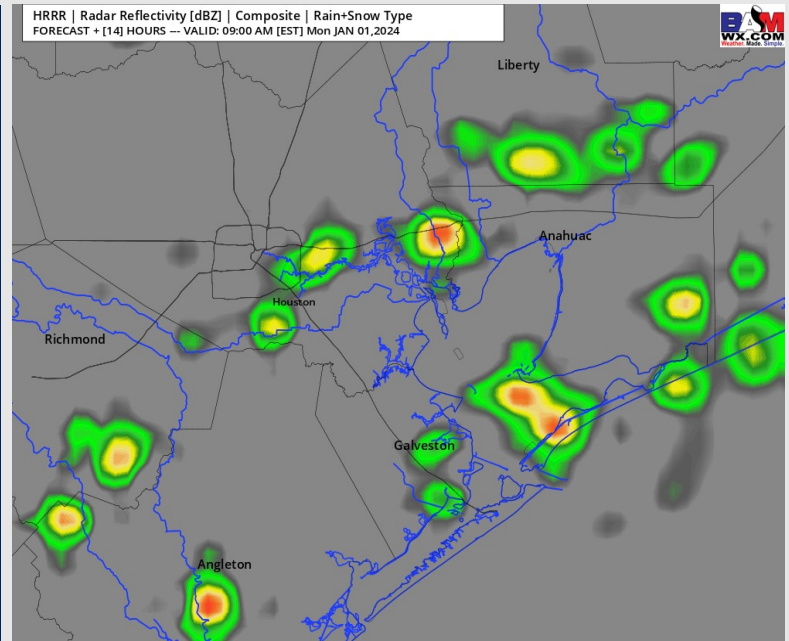 HRRR | Radar Reflectivity [dBZ] | Composite | Rain+Snow Type
FORECAST + [14] HOURS --- VALID: 09:00 AM [EST] Mon JAN 01,2024
BAM
WX.COM
Weather. Made. Simple.
Liberty
Anahuac
Houston
Richmond
Galveston
Angleton